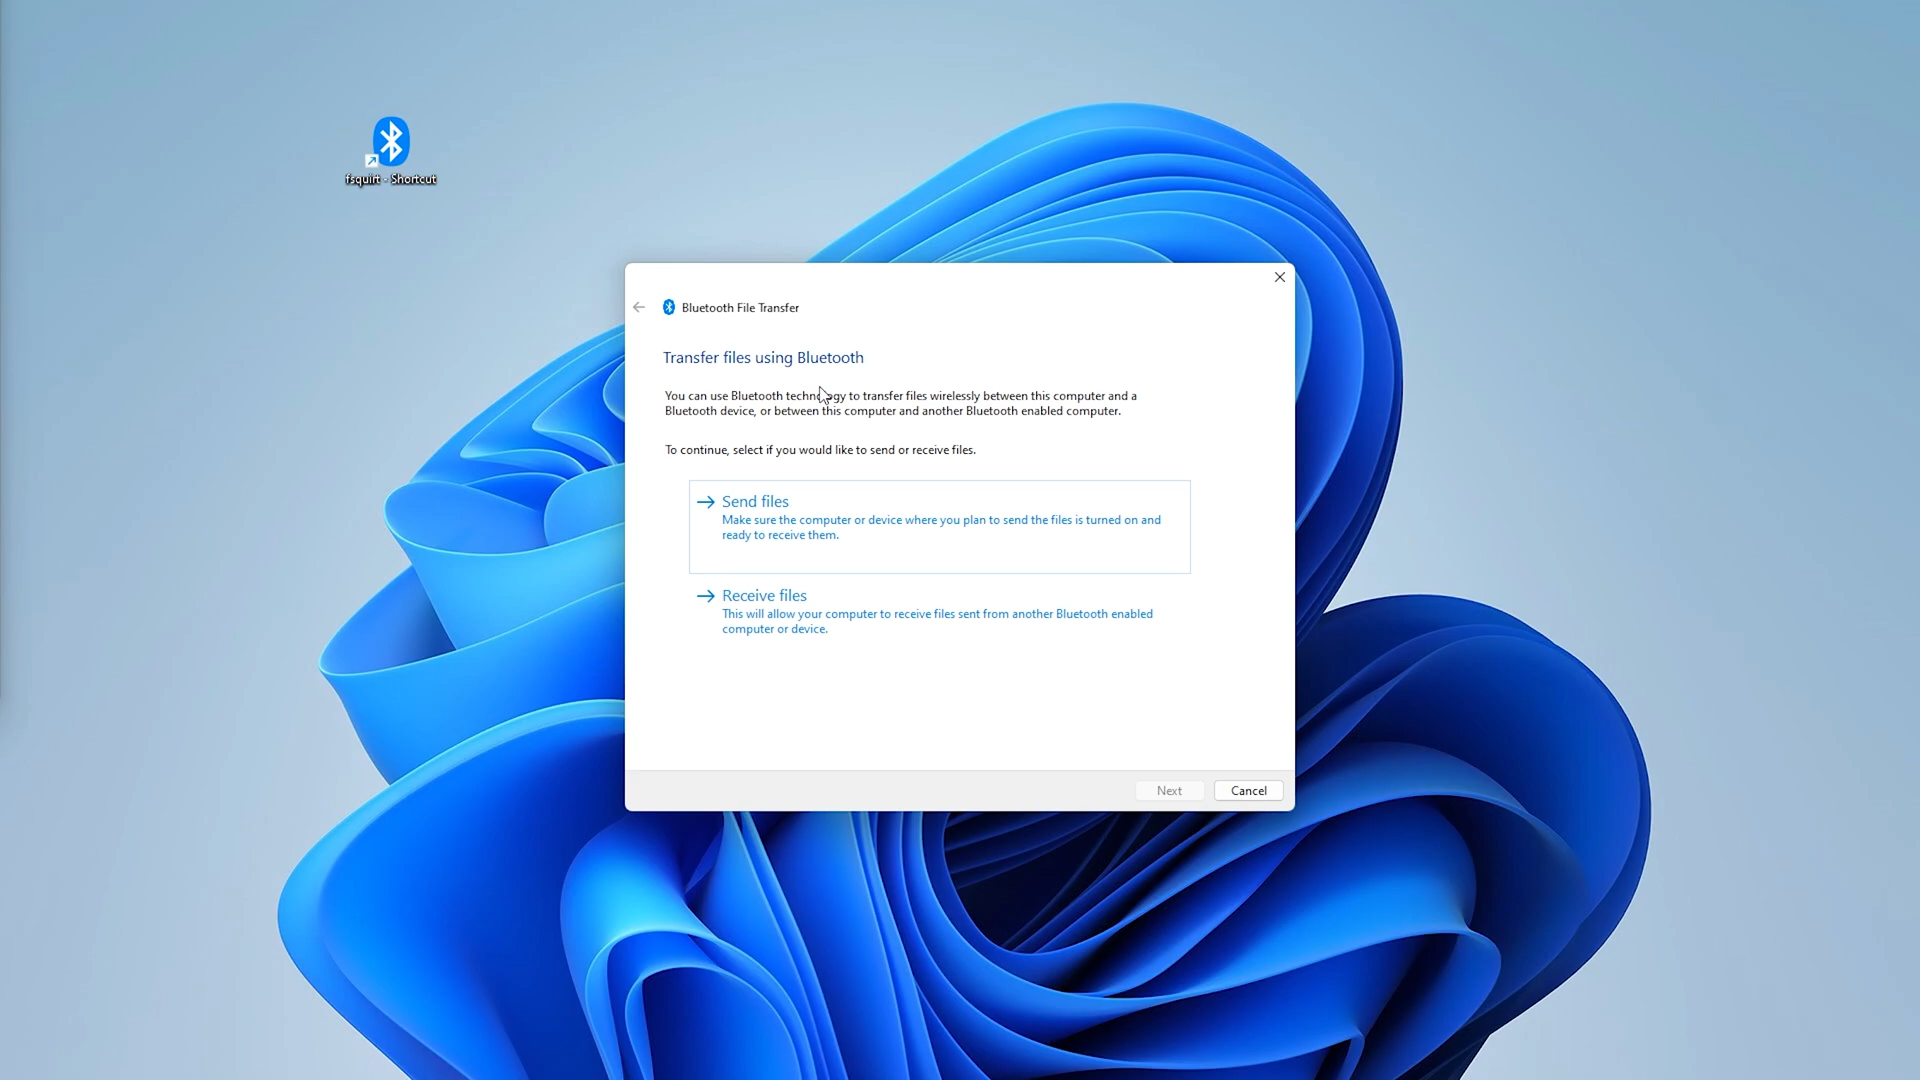 fsquirt - Shortcut
Bluetooth File Transfer
Transfer files using Bluetooth
You can use Bluetooth technology to transfer files wirelessly between this computer and a
Bluetooth device, or between this computer and another Bluetooth enabled computer.
To continue, select if you would like to send or receive files.
Send files
Make sure the computer or device where you plan to send the files is turned on and
ready to receive them.
Receive files
This will allow your computer to receive files sent from another Bluetooth enabled
computer or device.
Next
Cancel